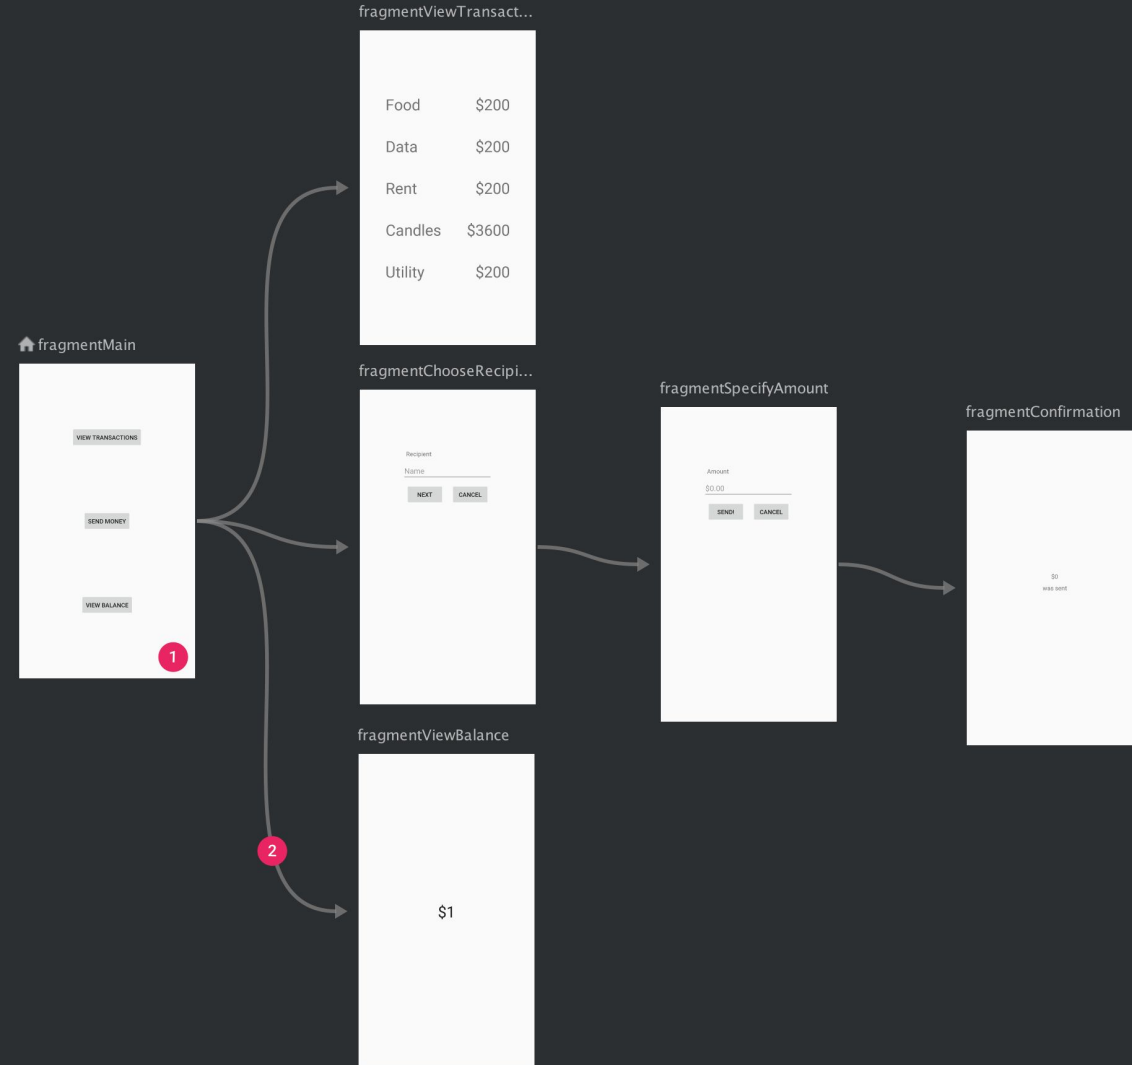 fragmentViewTransact...
Food $200
Data $200
Rent $200
Candles $3600
Utility $200
fragmentMain
VIEW TRANSACTIONS
SEND MONEY
VIEW BALANCE
1
fragmentChooseRecipi...
Recipient
Name
NEXT CANCEL
fragmentSpecifyAmount
Amount
$0.00
SEND! CANCEL
fragmentConfirmation
$0
was sent
fragmentViewBalance
2
$1